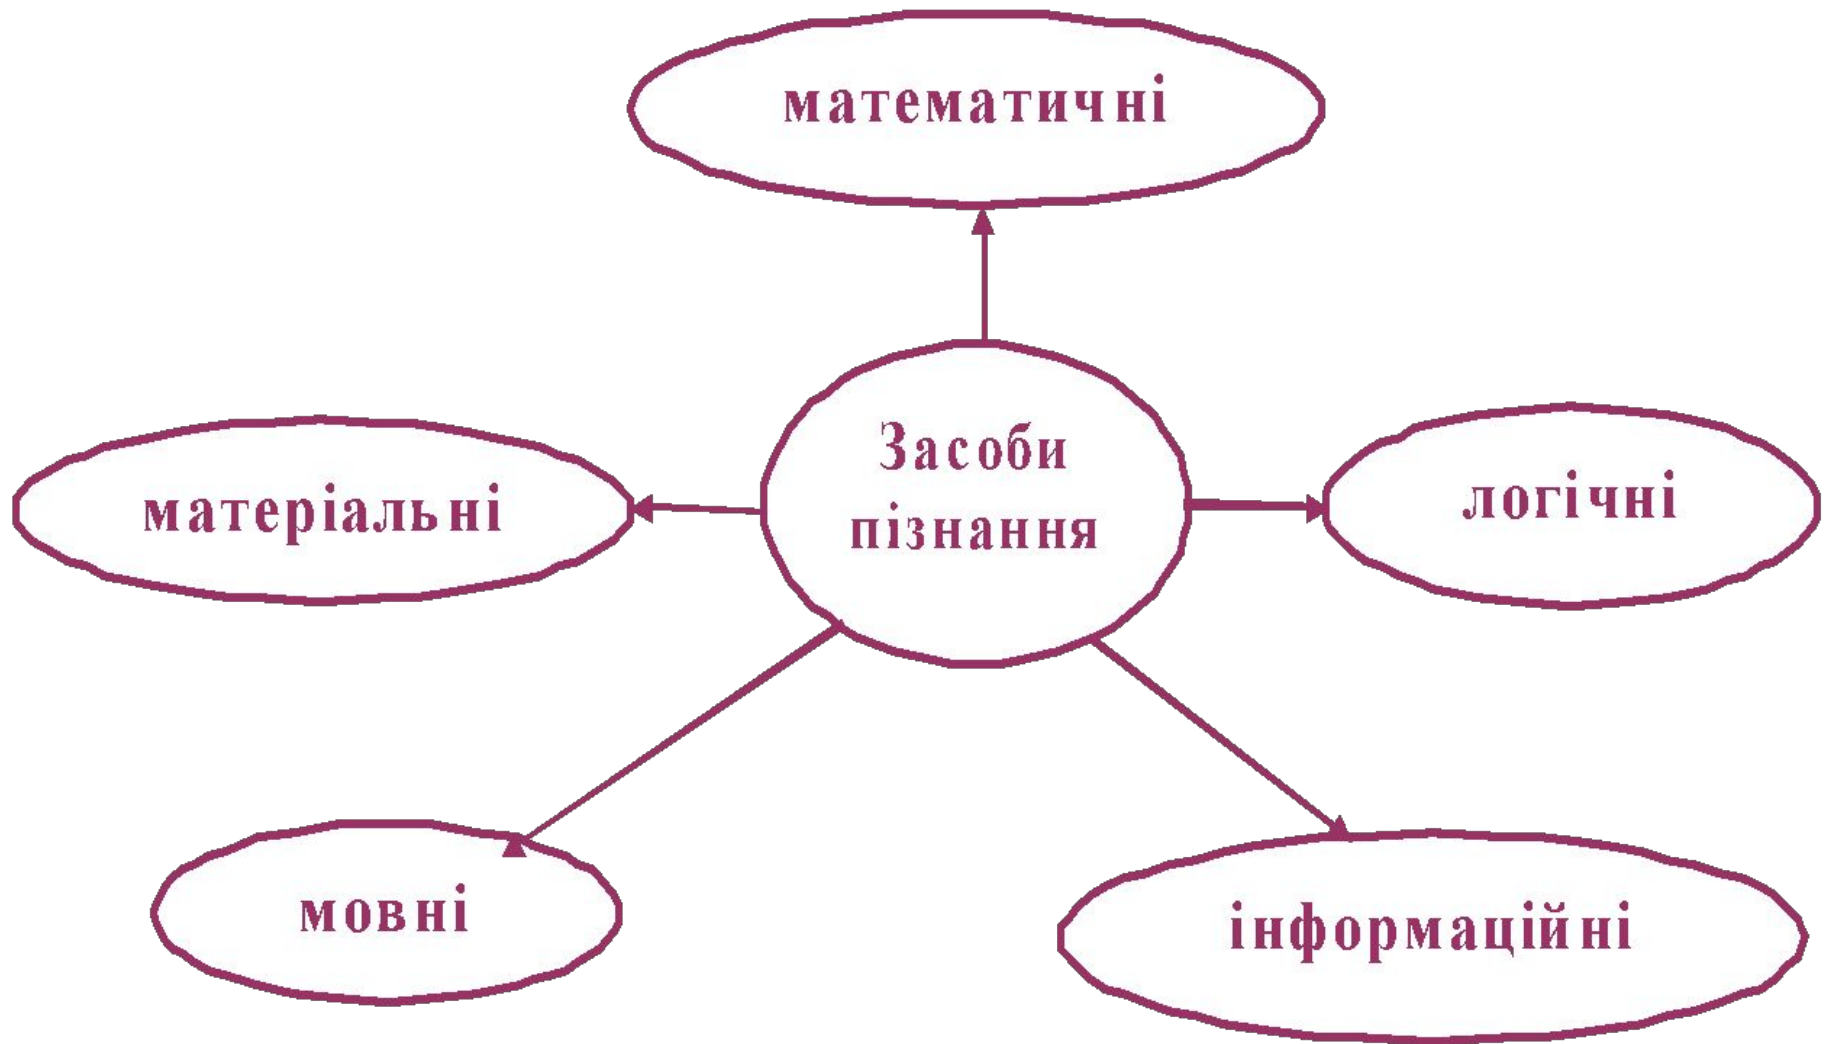 математичні
Засоби
пізнання
матеріальні
логічні
мовні
інформаційні